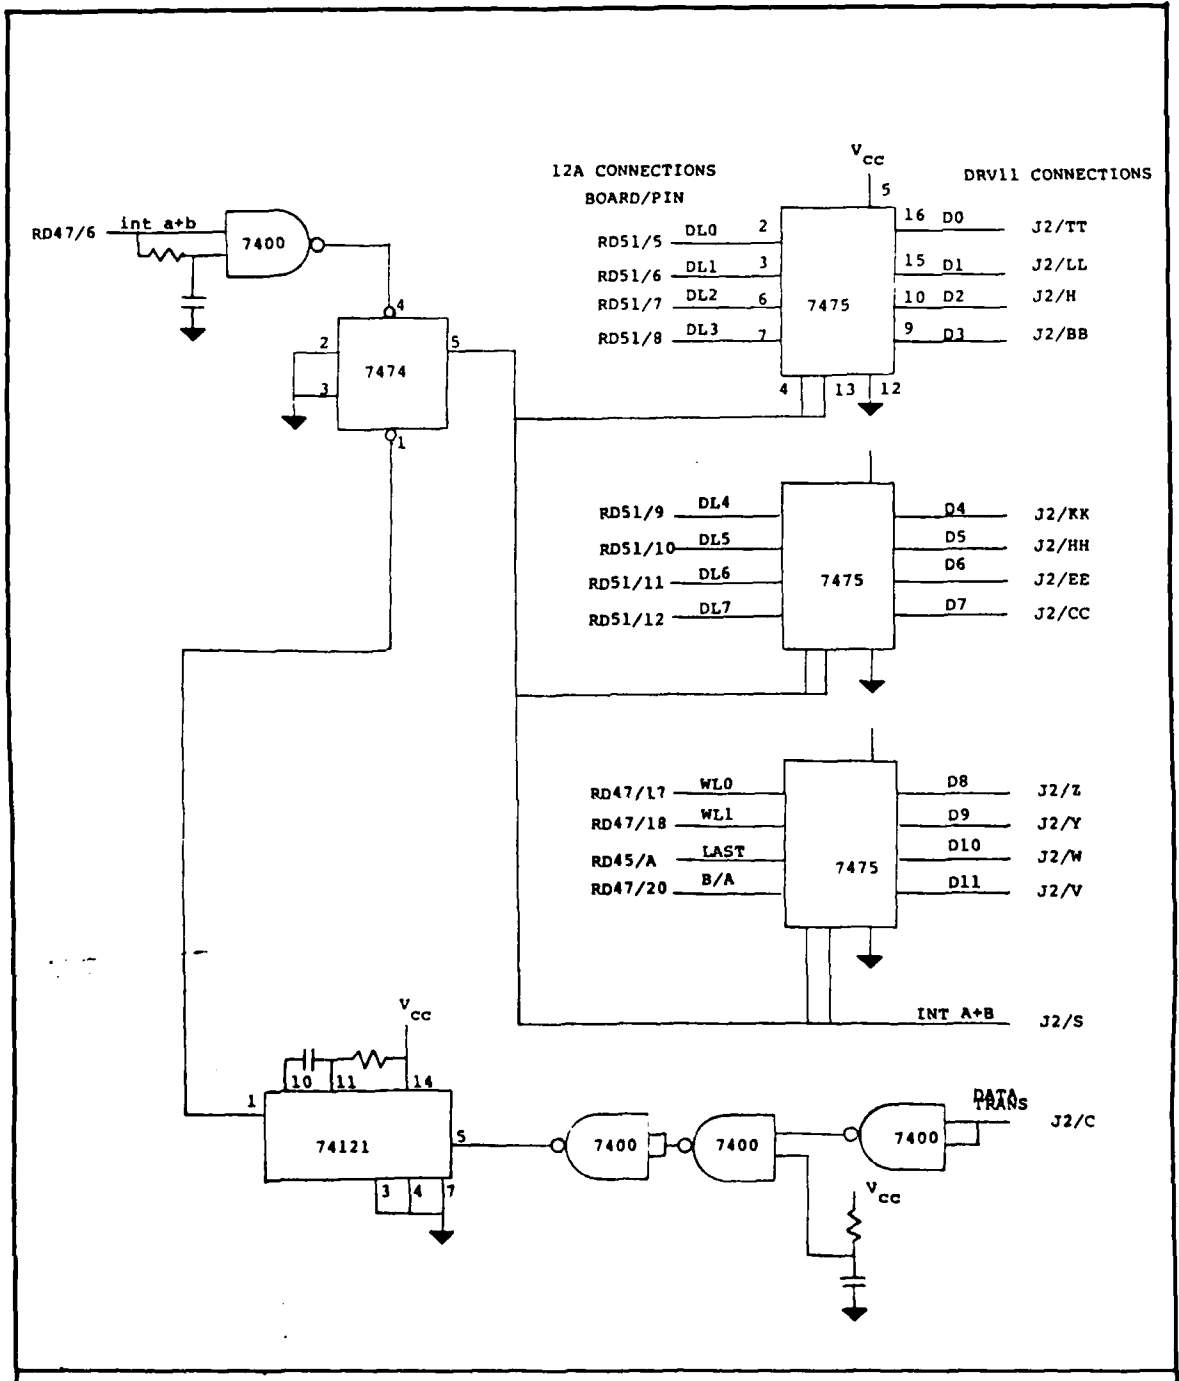 12A CONNECTIONS
BOARD/PIN
Vcc
DRV11 CONNECTIONS
5
RD47/6 int a+b
7400
4
2
3
7474
5
1
RD51/5 DL0 2
RD51/6 DL1 3
RD51/7 DL2 6
RD51/8 DL3 7
7475
16 D0 J2/TT
15 D1 J2/LL
10 D2 J2/H
9 D3 J2/BB
4 13 12
RD51/9 DL4
RD51/10 DL5
RD51/11 DL6
RD51/12 DL7
7475
D4 J2/KK
D5 J2/HH
D6 J2/EE
D7 J2/CC
RD47/17 WL0
RD47/18 WL1
RD45/A LAST
RD47/20 B/A
7475
D8 J2/Z
D9 J2/Y
D10 J2/W
D11 J2/V
INT A+B J2/S
Vcc
10 11 14
1
74121
5
3 4 7
7400
7400
7400
DATA
TRANS
J2/C
Vcc